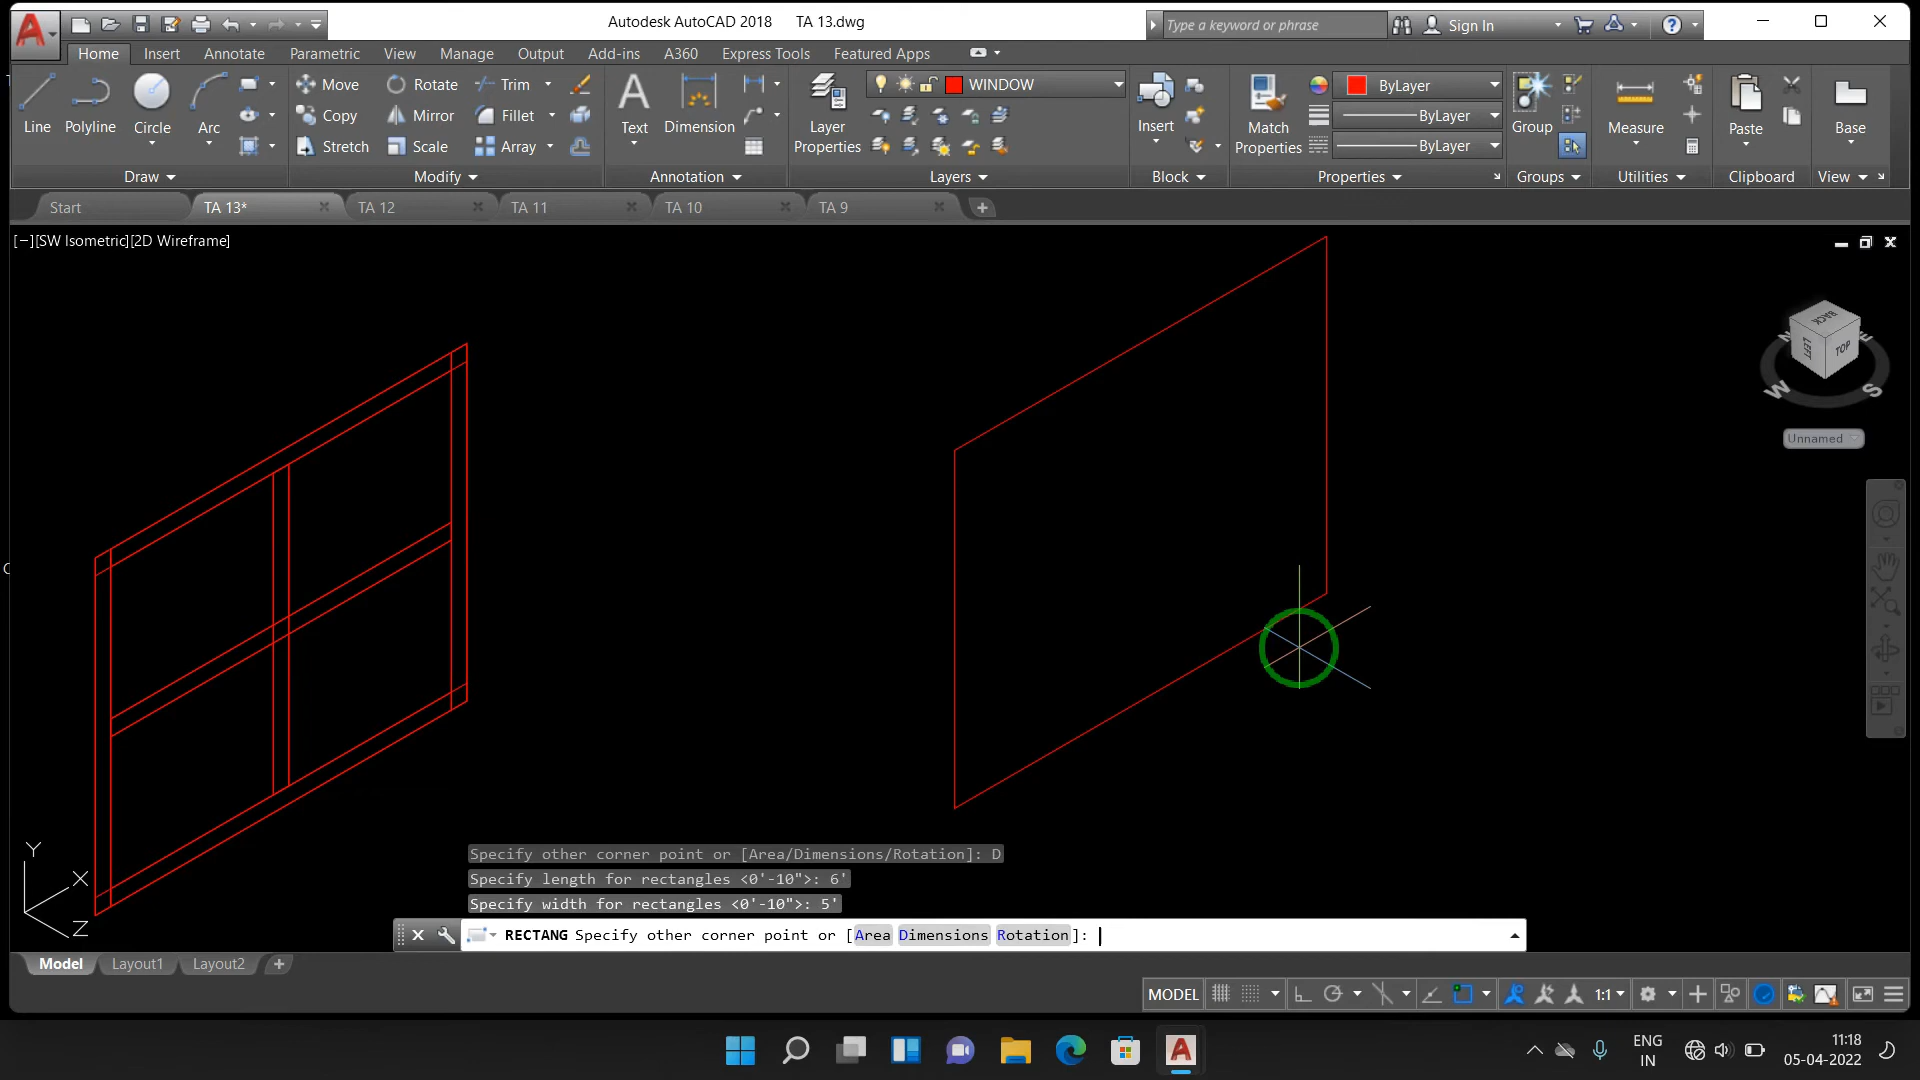 Autodesk AutoCAD 2018 TA 13.dwg
Type a keyword or phrase
Sign In
Home Insert Annotate Parametric View Manage Output Add-ins A360 Express Tools Featured Apps
Line Polyline Circle Arc
Move Rotate Trim
Copy Mirror Fillet
Stretch Scale Array
Text Dimension
Layer Properties
WINDOW
Insert
Match Properties
ByLayer
ByLayer
ByLayer
Group
Measure
Paste
Base
Draw Modify Annotation Layers Block Properties Groups Utilities Clipboard View
Start TA 13* TA 12 TA 11 TA 10 TA 9
[−][SW Isometric][2D Wireframe]
BACK
LEFT
TOP
W
S
Unnamed
Y
X
Z
Specify other corner point or [Area/Dimensions/Rotation]: D
Specify length for rectangles <0'-10">: 6'
Specify width for rectangles <0'-10">: 5'
RECTANG Specify other corner point or [Area Dimensions Rotation]:
Model Layout1 Layout2
MODEL
1:1
ENG
IN
11:18
05-04-2022